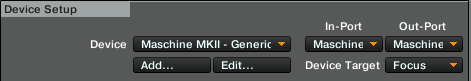 Device Setup
In-Port Out-Port
Device Maschine MKII - Generic Maschine Maschine
Add... Edit... Device Target Focus